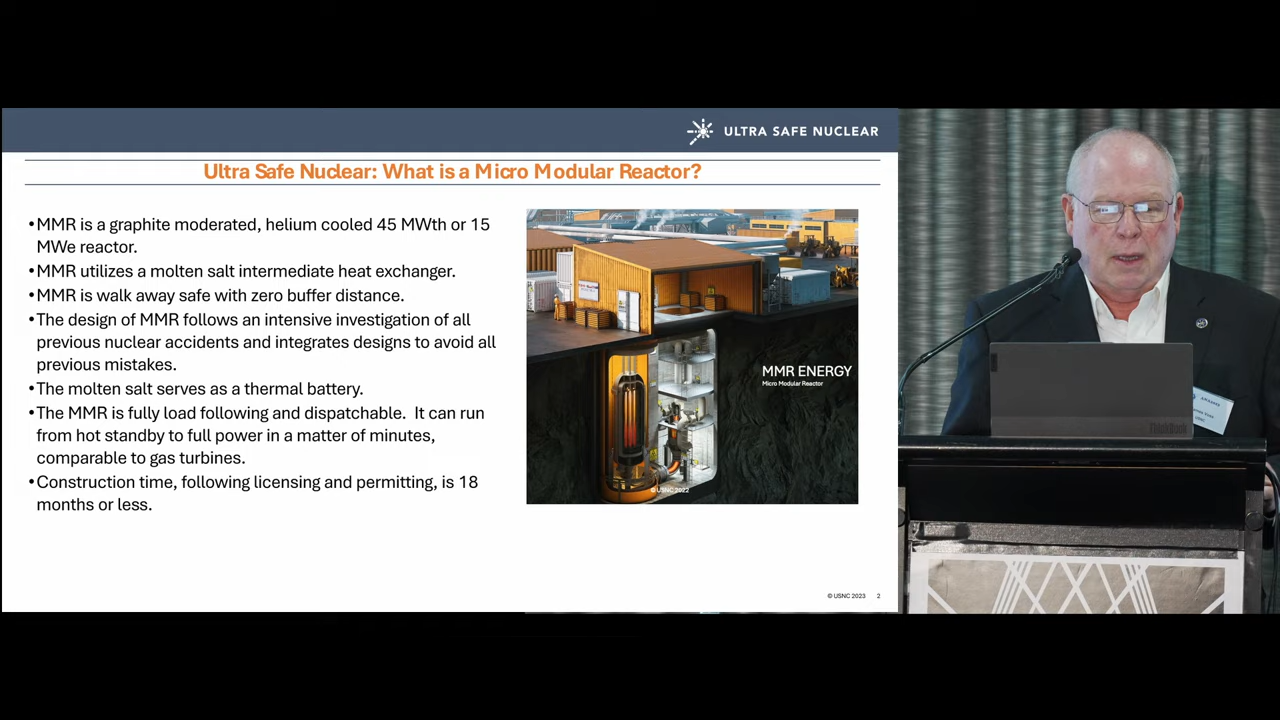 ULTRA SAFE NUCLEAR
Ultra Safe Nuclear: What is a Micro Modular Reactor?
•MMR is a graphite moderated, helium cooled 45 MWth or 15
MWe reactor.
•MMR utilizes a molten salt intermediate heat exchanger.
•MMR is walk away safe with zero buffer distance.
•The design of MMR follows an intensive investigation of all
previous nuclear accidents and integrates designs to avoid all
previous mistakes.
•The molten salt serves as a thermal battery.
•The MMR is fully load following and dispatchable. It can run
from hot standby to full power in a matter of minutes,
comparable to gas turbines.
•Construction time, following licensing and permitting, is 18
months or less.
MMR ENERGY
Micro Modular Reactor
© USNC 2022
© USNC 2023 2
ThinkBook